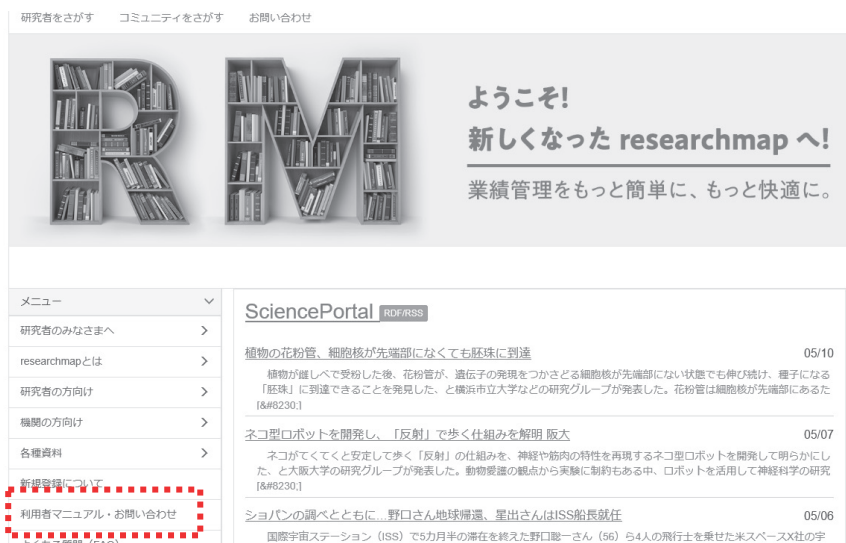 研究者をさがす コミュニティをさがす お問い合わせ
RM
ようこそ!
新しくなった researchmap へ!
業績管理をもっと簡単に、もっと快適に。
メニュー
研究者のみなさまへ
researchmapとは
研究者の方向け
機関の方向け
各種資料
新規登録について
利用者マニュアル・お問い合わせ
よくある質問（FAQ）
SciencePortal RDF/RSS
植物の花粉管、細胞核が先端部になくても胚珠に到達 05/10
植物が雌しべで受粉した後、花粉管が、遺伝子の発現をつかさどる細胞核が先端部にない状態でも伸び続け、種子になる
「胚珠」に到達できることを発見した、と横浜市立大学などの研究グループが発表した。花粉管は細胞核が先端部にあるた
[&#8230;]
ネコ型ロボットを開発し、「反射」で歩く仕組みを解明 阪大 05/07
ネコがてくてくと安定して歩く「反射」の仕組みを、神経や筋肉の特性を再現するネコ型ロボットを開発して明らかにし
た、と大阪大学の研究グループが発表した。動物愛護の観点から実験に制約もある中、ロボットを活用して神経科学の研究
[&#8230;]
ショパンの調べとともに…野口さん地球帰還、星出さんはISS船長就任 05/06
国際宇宙ステーション（ISS）で5カ月半の滞在を終えた野口聡一さん（56）ら4人の飛行士を乗せた米スペースX社の宇